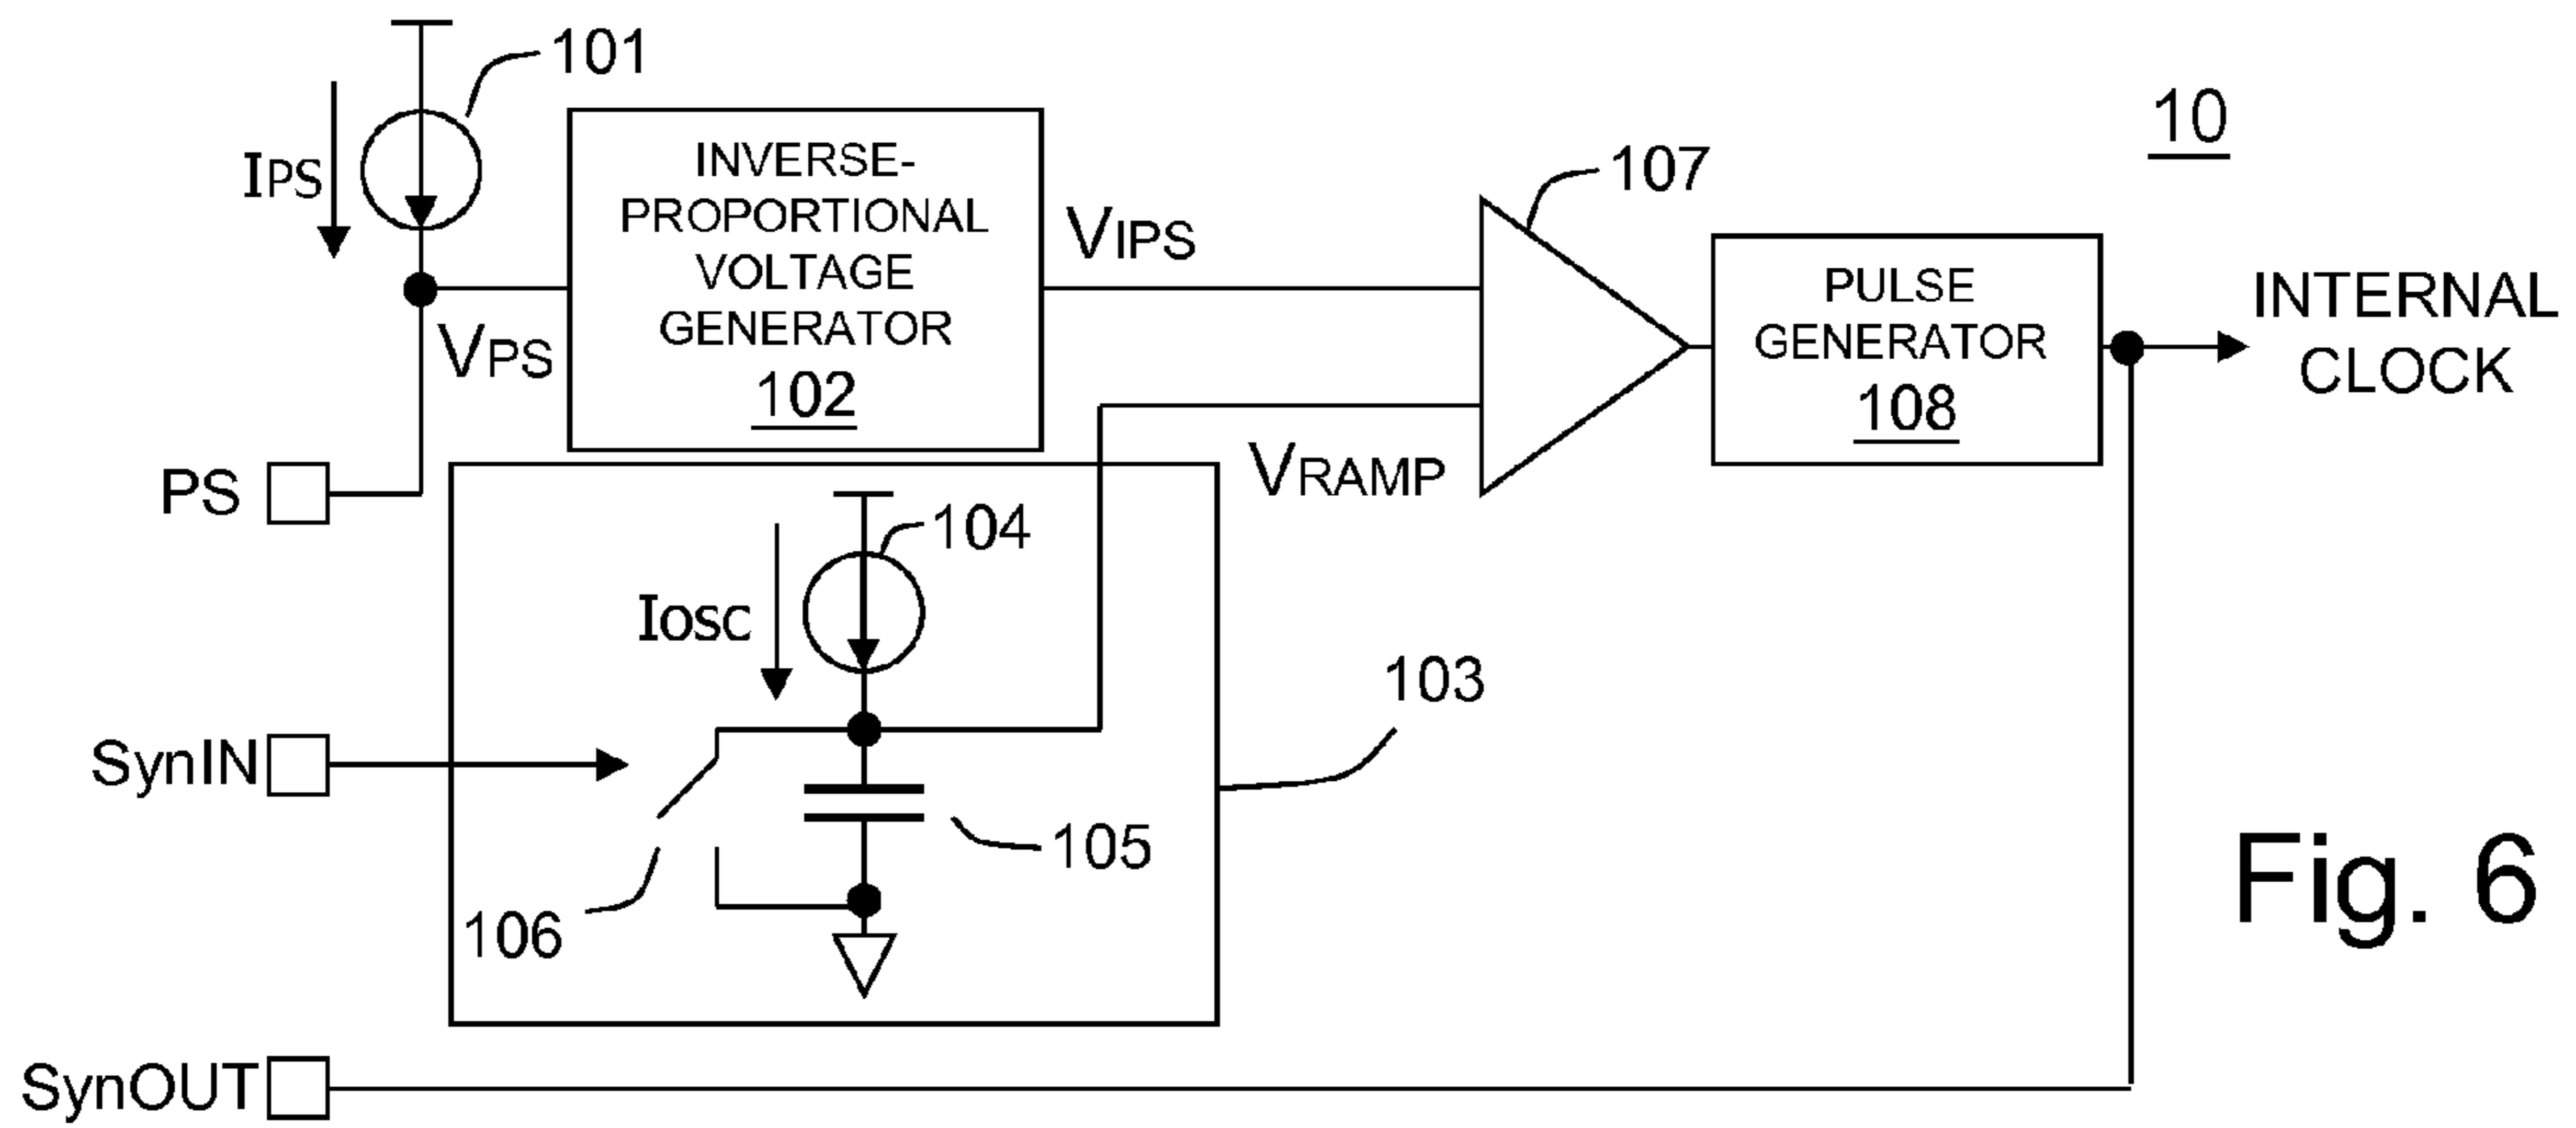 101
10
IPS
INVERSE-
PROPORTIONAL
VOLTAGE
GENERATOR
102
VIPS
107
PULSE
GENERATOR
108
INTERNAL
CLOCK
VPS
PS
VRAMP
104
IOSC
103
SynIN
105
106
Fig. 6
SynOUT